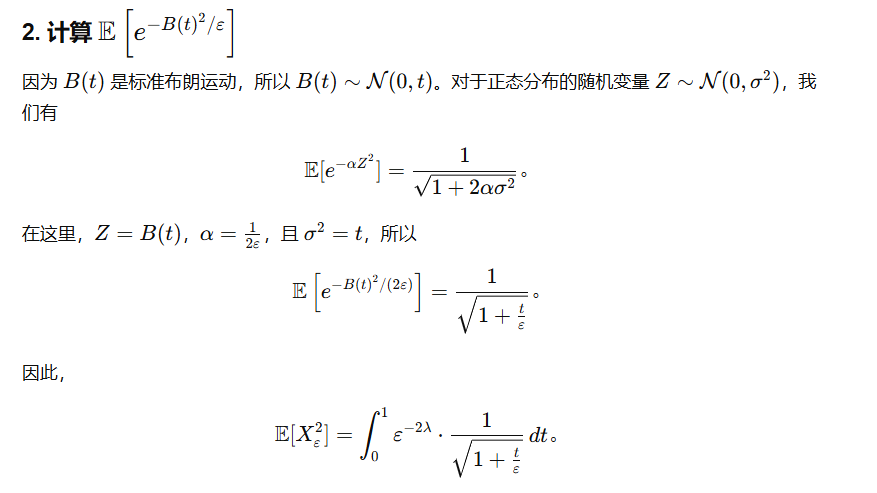 2. 计算 $\mathbb{E}\left[e^{-B(t)^2/\varepsilon}\right]$
因为 $B(t)$ 是标准布朗运动，所以 $B(t) \sim \mathcal{N}(0, t)$。对于正态分布的随机变量 $Z \sim \mathcal{N}(0, \sigma^2)$，我
们有
$\mathbb{E}[e^{-\alpha Z^2}] = \frac{1}{\sqrt{1 + 2\alpha\sigma^2}}$。
在这里，$Z = B(t)$，$\alpha = \frac{1}{2\varepsilon}$，且 $\sigma^2 = t$，所以
$\mathbb{E}\left[e^{-B(t)^2/(2\varepsilon)}\right] = \frac{1}{\sqrt{1 + \frac{t}{\varepsilon}}}$。
因此，
$\mathbb{E}[X_\varepsilon^2] = \int_0^1 \varepsilon^{-2\lambda} \cdot \frac{1}{\sqrt{1 + \frac{t}{\varepsilon}}} \, dt$。